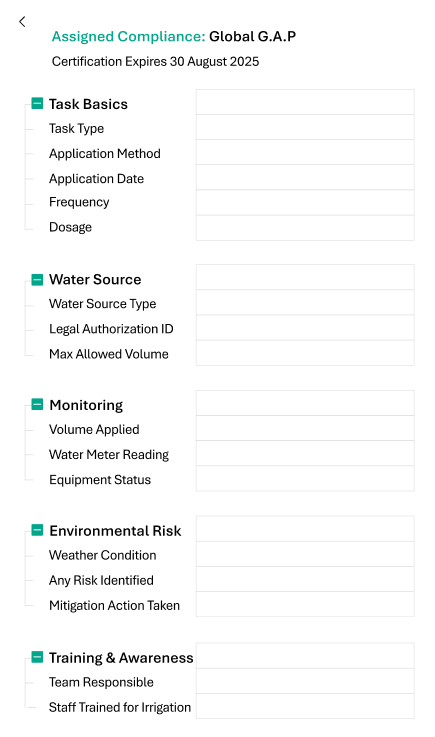 Assigned Compliance: Global G.A.P
Certification Expires 30 August 2025
Task Basics
Task Type
Application Method
Application Date
Frequency
Dosage
Water Source
Water Source Type
Legal Authorization ID
Max Allowed Volume
Monitoring
Volume Applied
Water Meter Reading
Equipment Status
Environmental Risk
Weather Condition
Any Risk Identified
Mitigation Action Taken
Training & Awareness
Team Responsible
Staff Trained for Irrigation